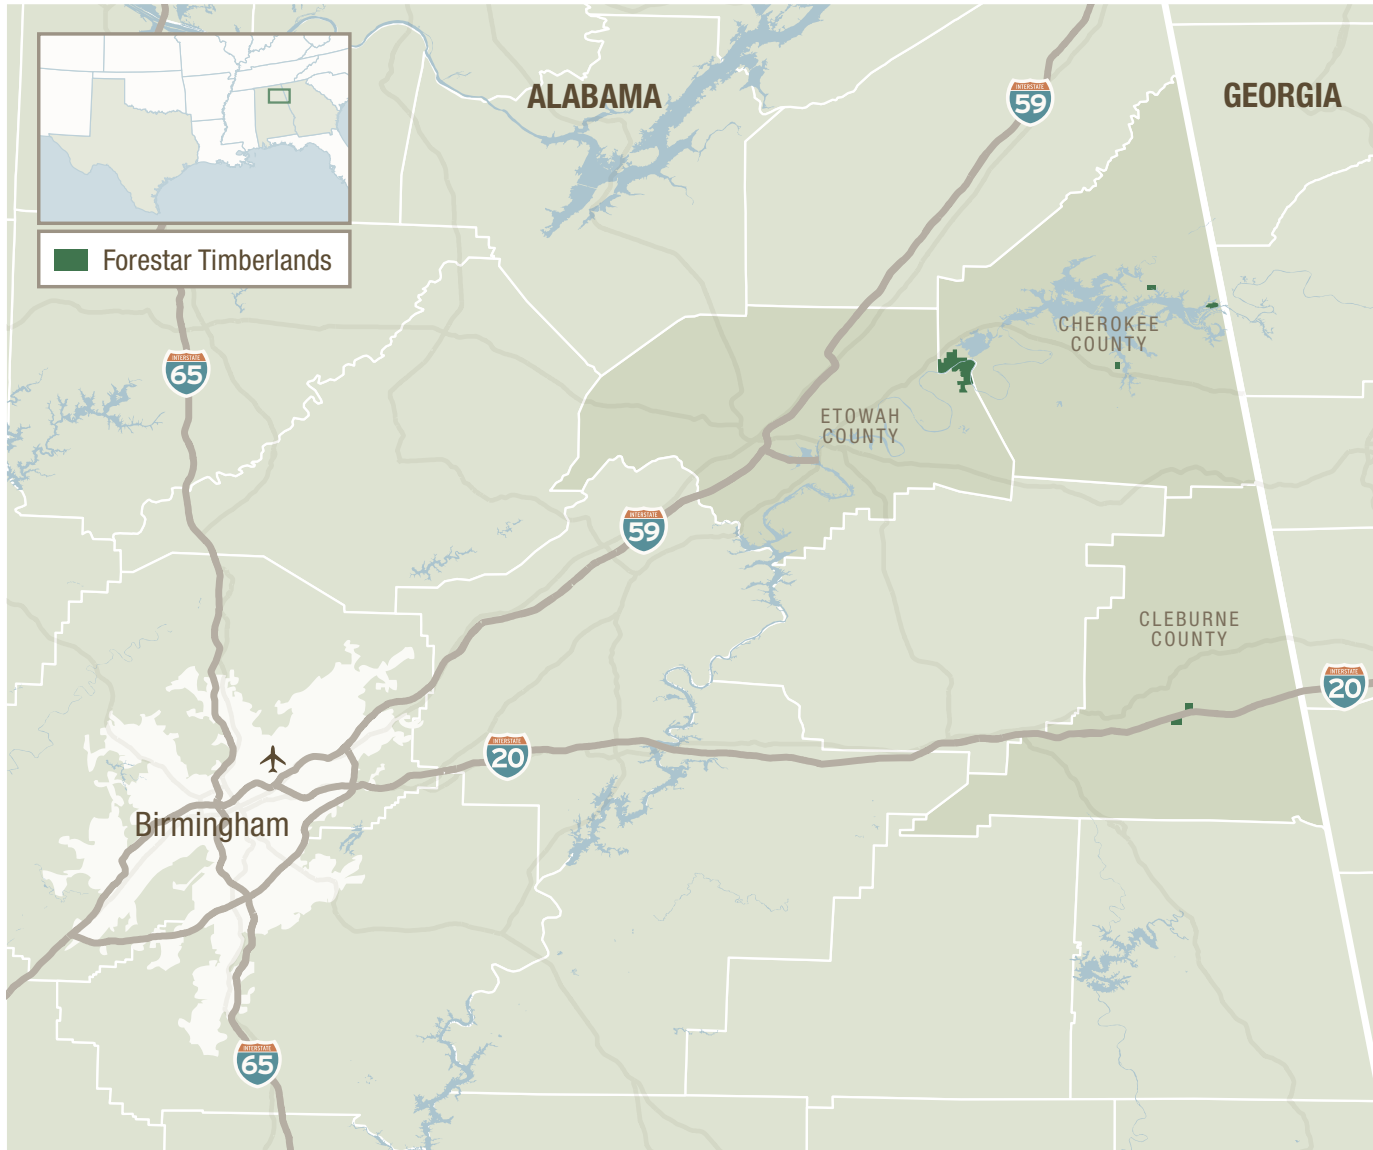 ALABAMA
GEORGIA
INTERSTATE
59
Forestar Timberlands
CHEROKEE
COUNTY
INTERSTATE
65
ETOWAH
COUNTY
INTERSTATE
59
CLEBURNE
COUNTY
INTERSTATE
20
INTERSTATE
20
Birmingham
INTERSTATE
65